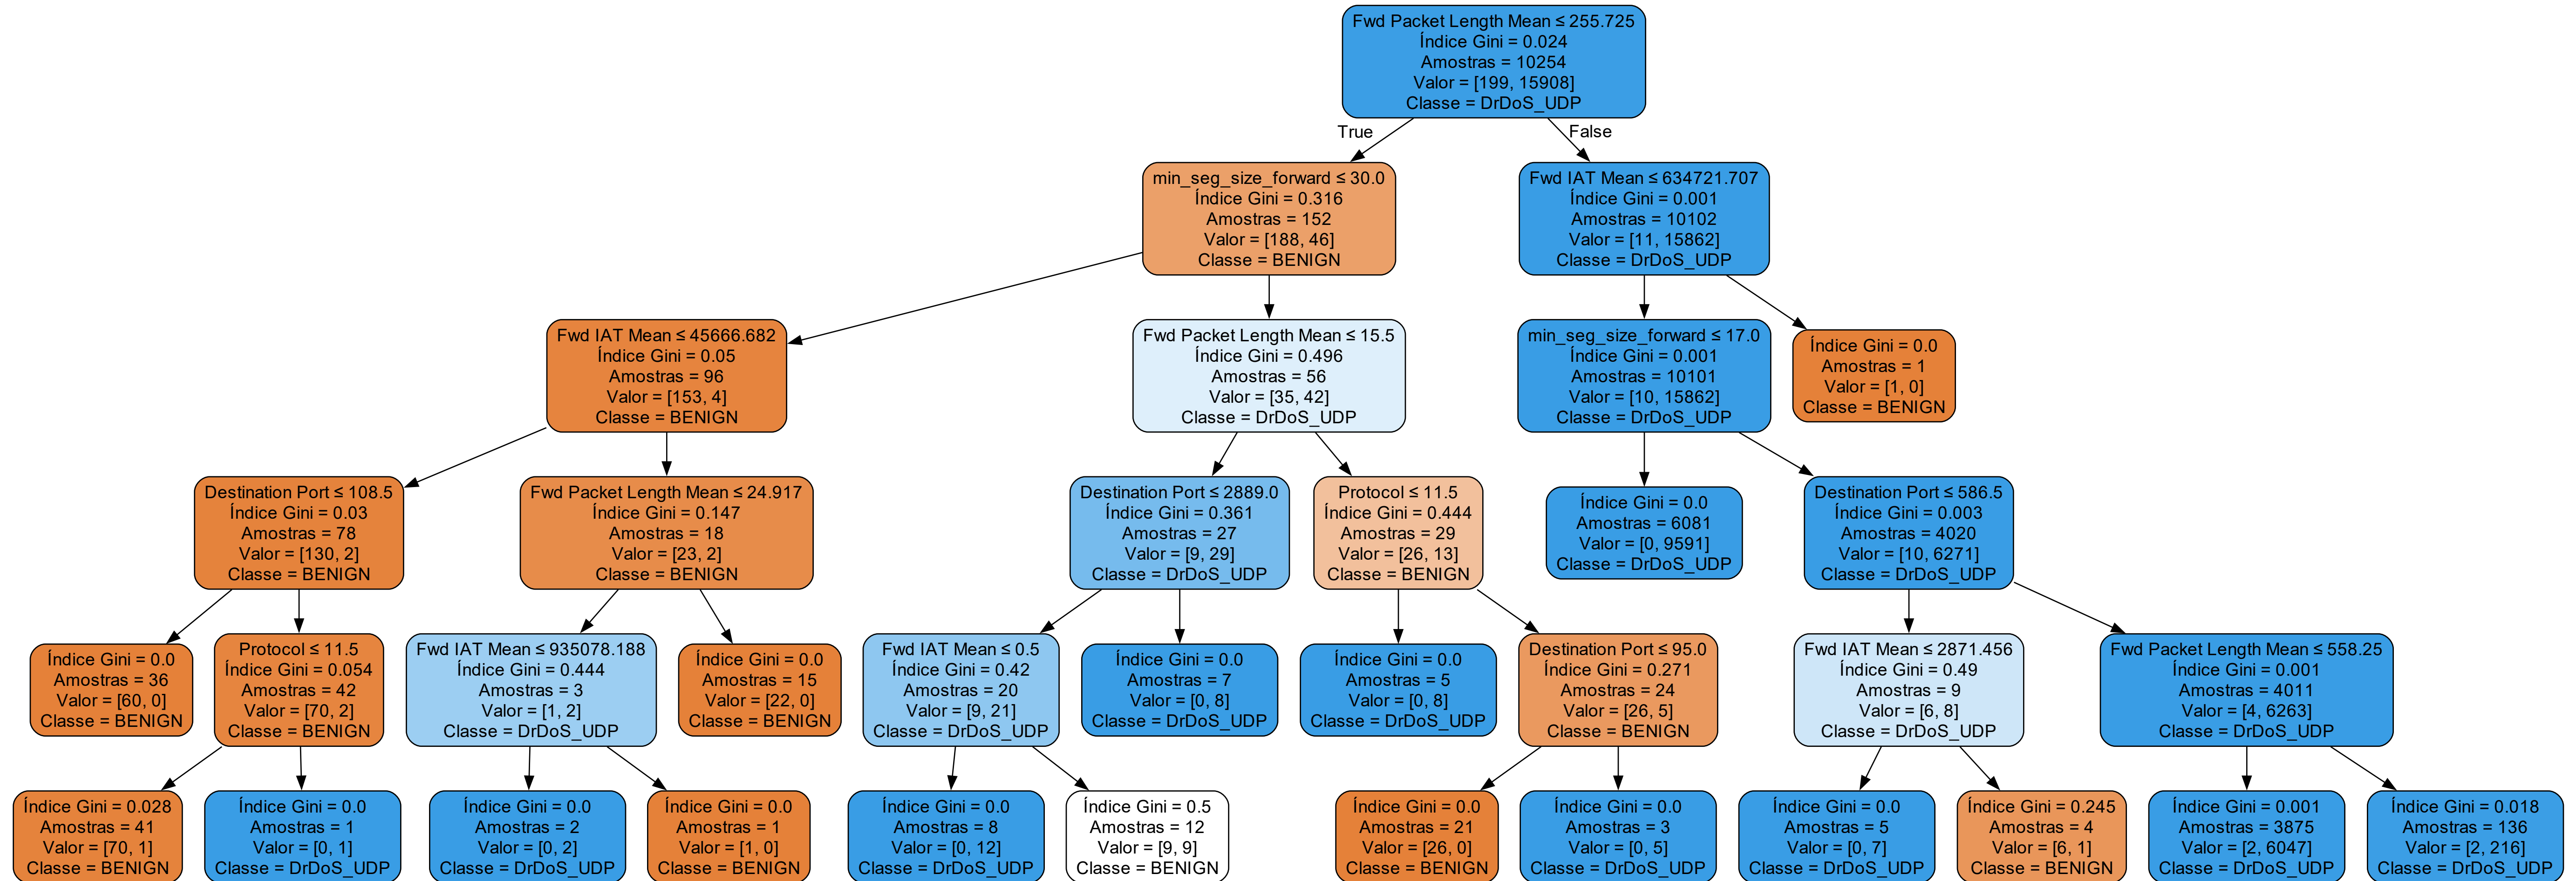 Fwd Packet Length Mean ≤ 255.725
Índice Gini = 0.024
Amostras = 10254
Valor = [199, 15908]
Classe = DrDoS_UDP
True
False
min_seg_size_forward ≤ 30.0
Índice Gini = 0.316
Amostras = 152
Valor = [188, 46]
Classe = BENIGN
Fwd IAT Mean ≤ 634721.707
Índice Gini = 0.001
Amostras = 10102
Valor = [11, 15862]
Classe = DrDoS_UDP
Fwd IAT Mean ≤ 45666.682
Índice Gini = 0.05
Amostras = 96
Valor = [153, 4]
Classe = BENIGN
Fwd Packet Length Mean ≤ 15.5
Índice Gini = 0.496
Amostras = 56
Valor = [35, 42]
Classe = DrDoS_UDP
min_seg_size_forward ≤ 17.0
Índice Gini = 0.001
Amostras = 10101
Valor = [10, 15862]
Classe = DrDoS_UDP
Índice Gini = 0.0
Amostras = 1
Valor = [1, 0]
Classe = BENIGN
Destination Port ≤ 108.5
Índice Gini = 0.03
Amostras = 78
Valor = [130, 2]
Classe = BENIGN
Fwd Packet Length Mean ≤ 24.917
Índice Gini = 0.147
Amostras = 18
Valor = [23, 2]
Classe = BENIGN
Destination Port ≤ 2889.0
Índice Gini = 0.361
Amostras = 27
Valor = [9, 29]
Classe = DrDoS_UDP
Protocol ≤ 11.5
Índice Gini = 0.444
Amostras = 29
Valor = [26, 13]
Classe = BENIGN
Índice Gini = 0.0
Amostras = 6081
Valor = [0, 9591]
Classe = DrDoS_UDP
Destination Port ≤ 586.5
Índice Gini = 0.003
Amostras = 4020
Valor = [10, 6271]
Classe = DrDoS_UDP
Índice Gini = 0.0
Amostras = 36
Valor = [60, 0]
Classe = BENIGN
Protocol ≤ 11.5
Índice Gini = 0.054
Amostras = 42
Valor = [70, 2]
Classe = BENIGN
Fwd IAT Mean ≤ 935078.188
Índice Gini = 0.444
Amostras = 3
Valor = [1, 2]
Classe = DrDoS_UDP
Índice Gini = 0.0
Amostras = 15
Valor = [22, 0]
Classe = BENIGN
Fwd IAT Mean ≤ 0.5
Índice Gini = 0.42
Amostras = 20
Valor = [9, 21]
Classe = DrDoS_UDP
Índice Gini = 0.0
Amostras = 7
Valor = [0, 8]
Classe = DrDoS_UDP
Índice Gini = 0.0
Amostras = 5
Valor = [0, 8]
Classe = DrDoS_UDP
Destination Port ≤ 95.0
Índice Gini = 0.271
Amostras = 24
Valor = [26, 5]
Classe = BENIGN
Fwd IAT Mean ≤ 2871.456
Índice Gini = 0.49
Amostras = 9
Valor = [6, 8]
Classe = DrDoS_UDP
Fwd Packet Length Mean ≤ 558.25
Índice Gini = 0.001
Amostras = 4011
Valor = [4, 6263]
Classe = DrDoS_UDP
Índice Gini = 0.028
Amostras = 41
Valor = [70, 1]
Classe = BENIGN
Índice Gini = 0.0
Amostras = 1
Valor = [0, 1]
Classe = DrDoS_UDP
Índice Gini = 0.0
Amostras = 2
Valor = [0, 2]
Classe = DrDoS_UDP
Índice Gini = 0.0
Amostras = 1
Valor = [1, 0]
Classe = BENIGN
Índice Gini = 0.0
Amostras = 8
Valor = [0, 12]
Classe = DrDoS_UDP
Índice Gini = 0.5
Amostras = 12
Valor = [9, 9]
Classe = BENIGN
Índice Gini = 0.0
Amostras = 21
Valor = [26, 0]
Classe = BENIGN
Índice Gini = 0.0
Amostras = 3
Valor = [0, 5]
Classe = DrDoS_UDP
Índice Gini = 0.0
Amostras = 5
Valor = [0, 7]
Classe = DrDoS_UDP
Índice Gini = 0.245
Amostras = 4
Valor = [6, 1]
Classe = BENIGN
Índice Gini = 0.001
Amostras = 3875
Valor = [2, 6047]
Classe = DrDoS_UDP
Índice Gini = 0.018
Amostras = 136
Valor = [2, 216]
Classe = DrDoS_UDP